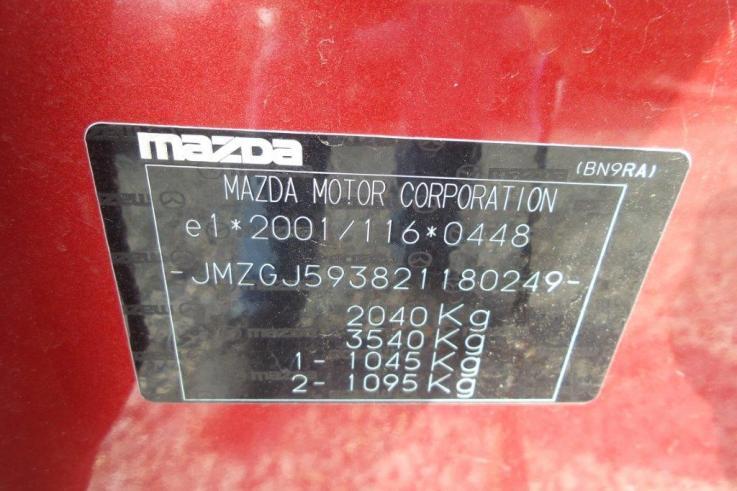 mazda
(BN9RA)
MAZDA MOTOR CORPORATION
e1*2001/116*0448
-JMZGJ593821180249-
2040Kg
3540Kg
1- 1045Kg
2- 1095Kg